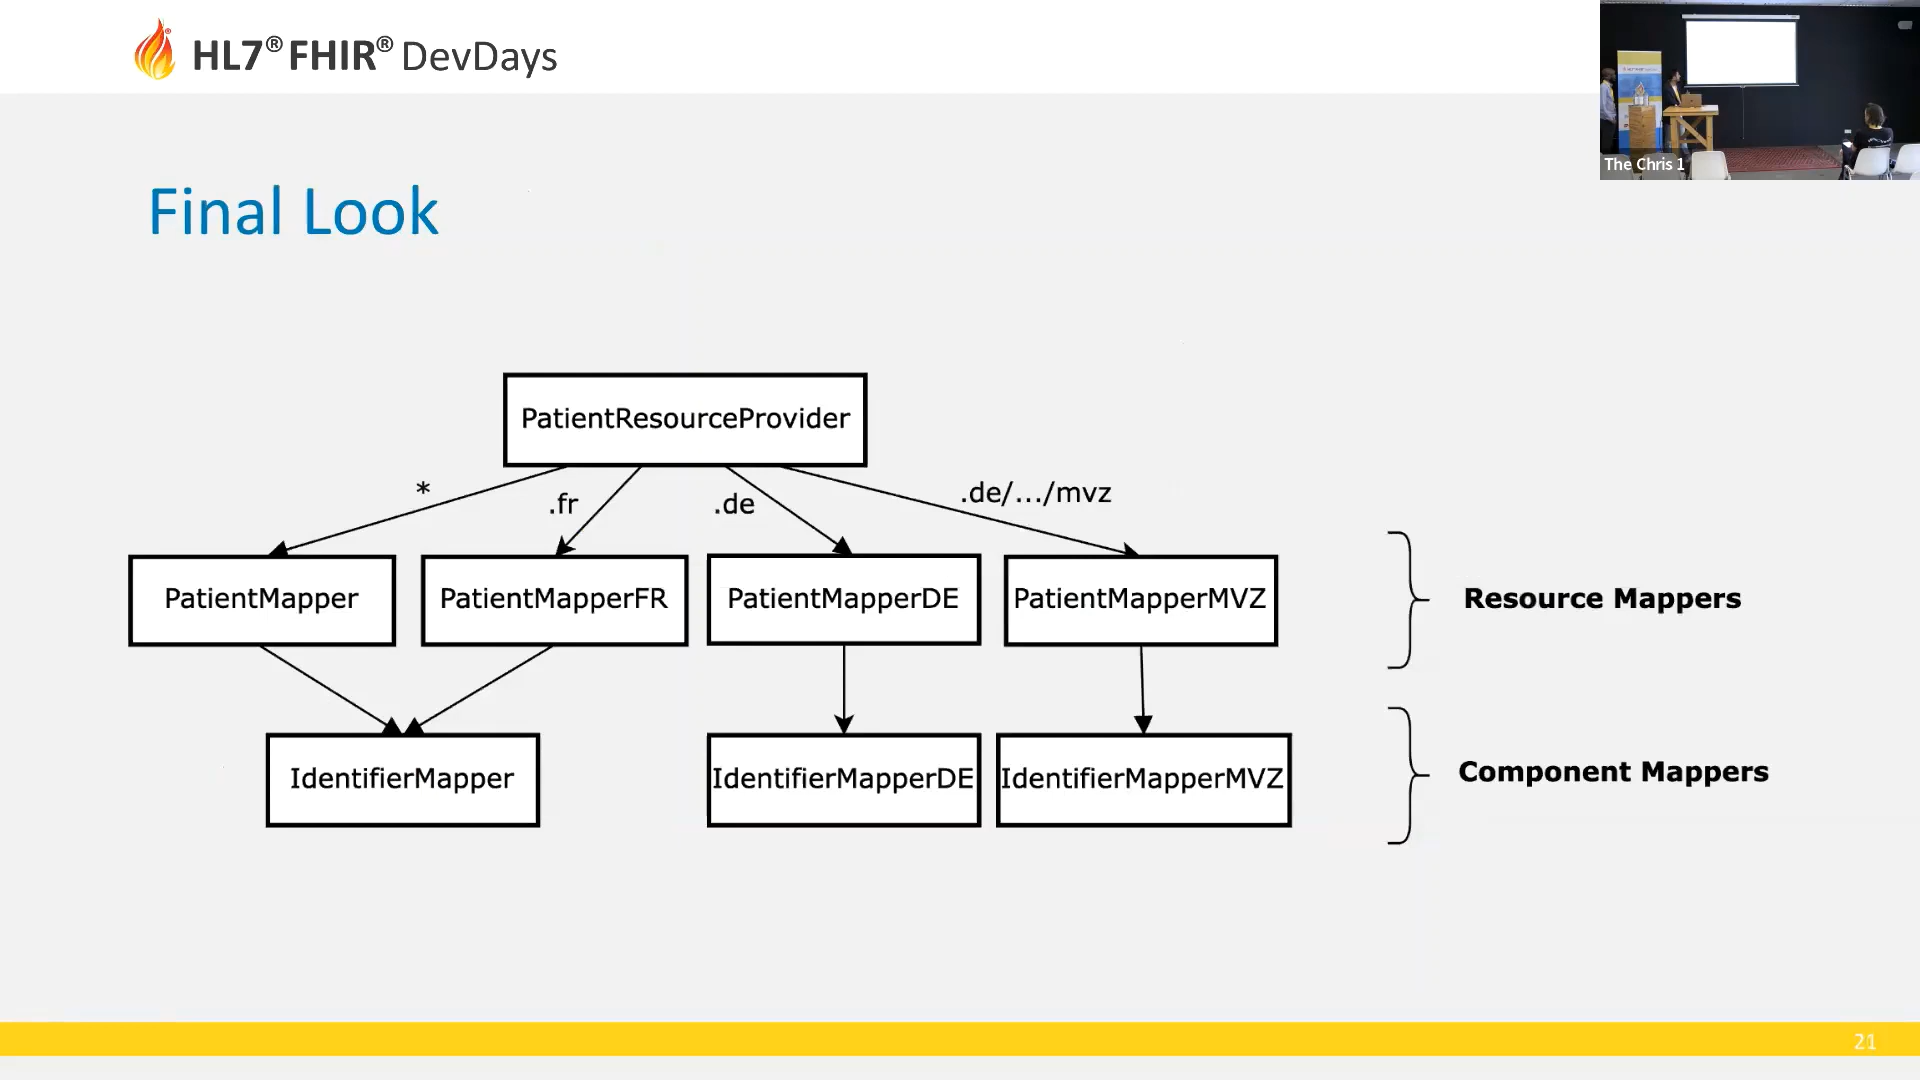 HL7® FHIR® DevDays
The Chris 1
Final Look
PatientResourceProvider
*
.fr
.de
.de/.../mvz
PatientMapper
PatientMapperFR
PatientMapperDE
PatientMapperMVZ
Resource Mappers
IdentifierMapper
IdentifierMapperDE
IdentifierMapperMVZ
Component Mappers
21